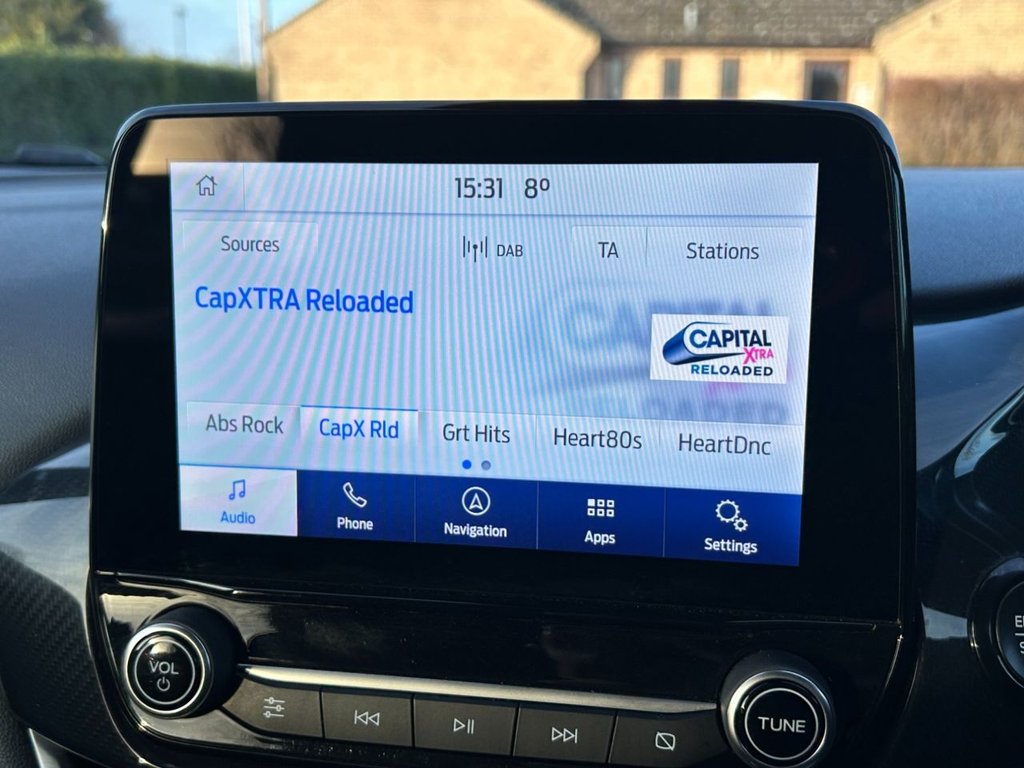 15:31 8º
Sources DAB TA Stations
CapXTRA Reloaded
CAPITAL
XTRA
RELOADED
Abs Rock CapX Rld Grt Hits Heart80s HeartDnc
Audio Phone Navigation Apps Settings
VOL
TUNE